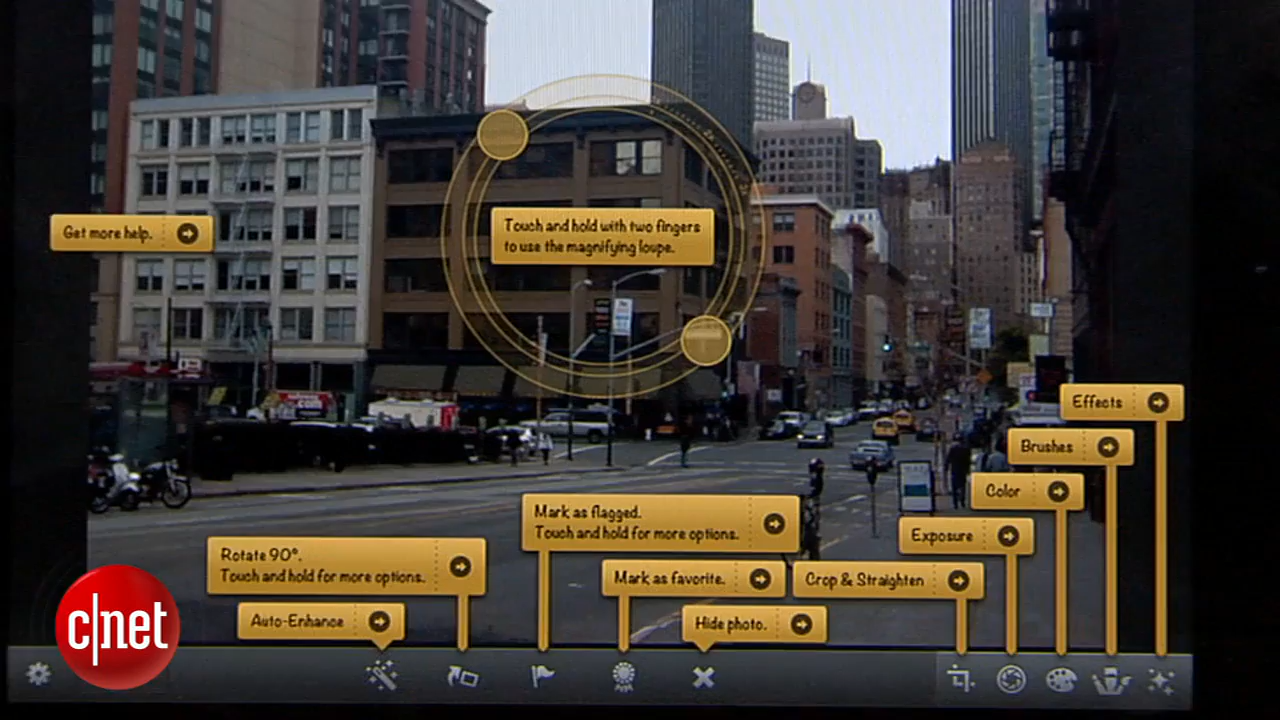 Get more help.
Touch and hold with two fingers
to use the magnifying loupe.
2x
Effects
Brushes
Color
Mark as flagged.
Touch and hold for more options.
Exposure
Rotate 90°.
Touch and hold for more options.
Mark as favorite.
Crop & Straighten
Auto-Enhance
Hide photo.
c|net